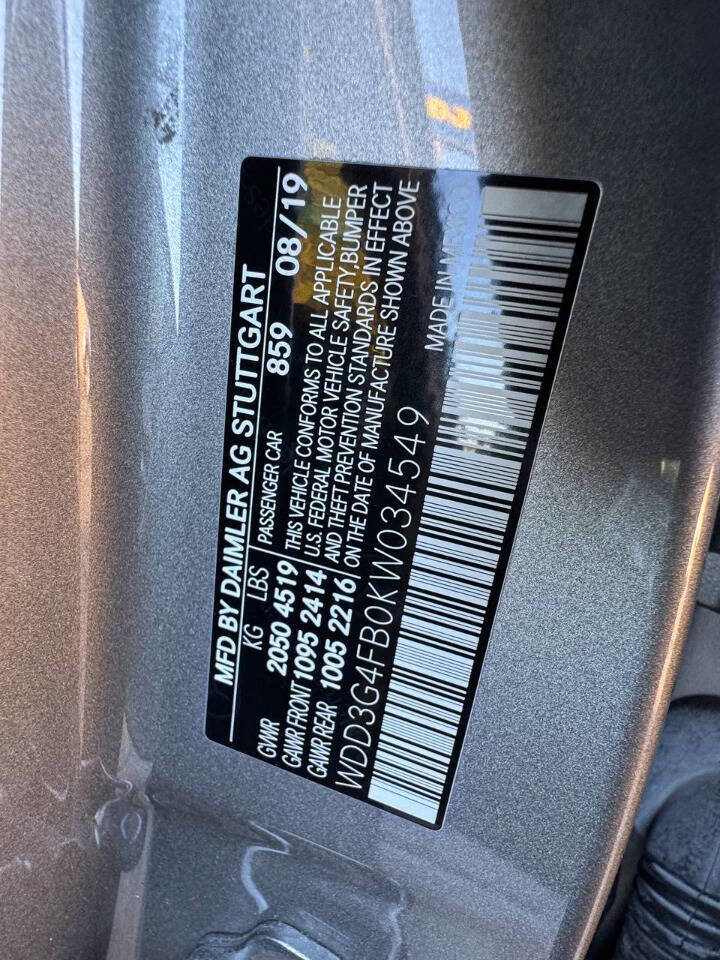 MFD BY DAIMLER AG STUTTGART
KG LBS PASSENGER CAR 859 08/19
GVWR 2050 4519 THIS VEHICLE CONFORMS TO ALL APPLICABLE
GAWR FRONT 1095 2414 U.S. FEDERAL MOTOR VEHICLE SAFETY, BUMPER
GAWR REAR 1005 2216 AND THEFT PREVENTION STANDARDS IN EFFECT
ON THE DATE OF MANUFACTURE SHOWN ABOVE
WDD3G4FB0KW034549 MADE IN MEXICO